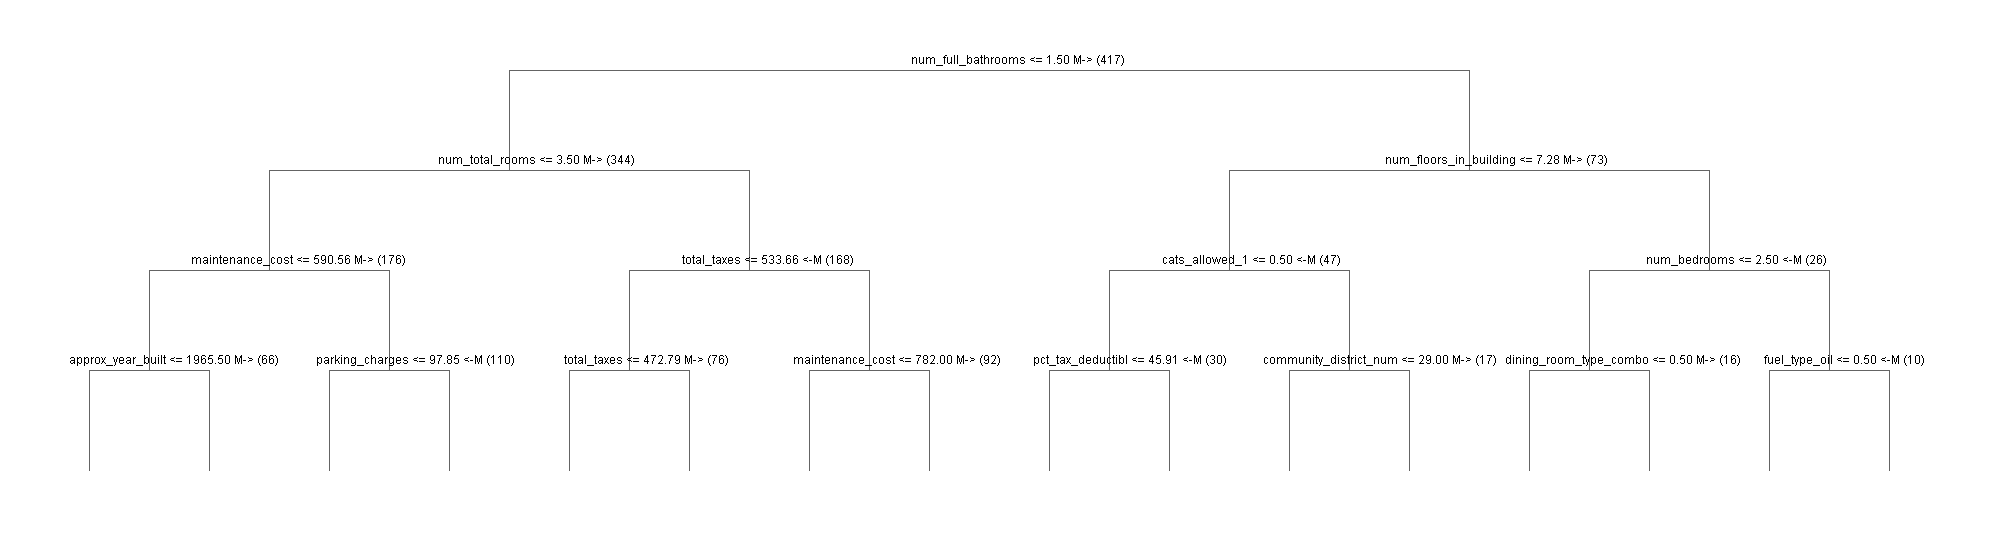 num_full_bathrooms <= 1.50 M-> (417)
num_total_rooms <= 3.50 M-> (344)
num_floors_in_building <= 7.28 M-> (73)
maintenance_cost <= 590.56 M-> (176)
total_taxes <= 533.66 <-M (168)
cats_allowed_1 <= 0.50 <-M (47)
num_bedrooms <= 2.50 <-M (26)
approx_year_built <= 1965.50 M-> (66)
parking_charges <= 97.85 <-M (110)
total_taxes <= 472.79 M-> (76)
maintenance_cost <= 782.00 M-> (92)
pct_tax_deductibl <= 45.91 <-M (30)
community_district_num <= 29.00 M-> (17)
dining_room_type_combo <= 0.50 M-> (16)
fuel_type_oil <= 0.50 <-M (10)